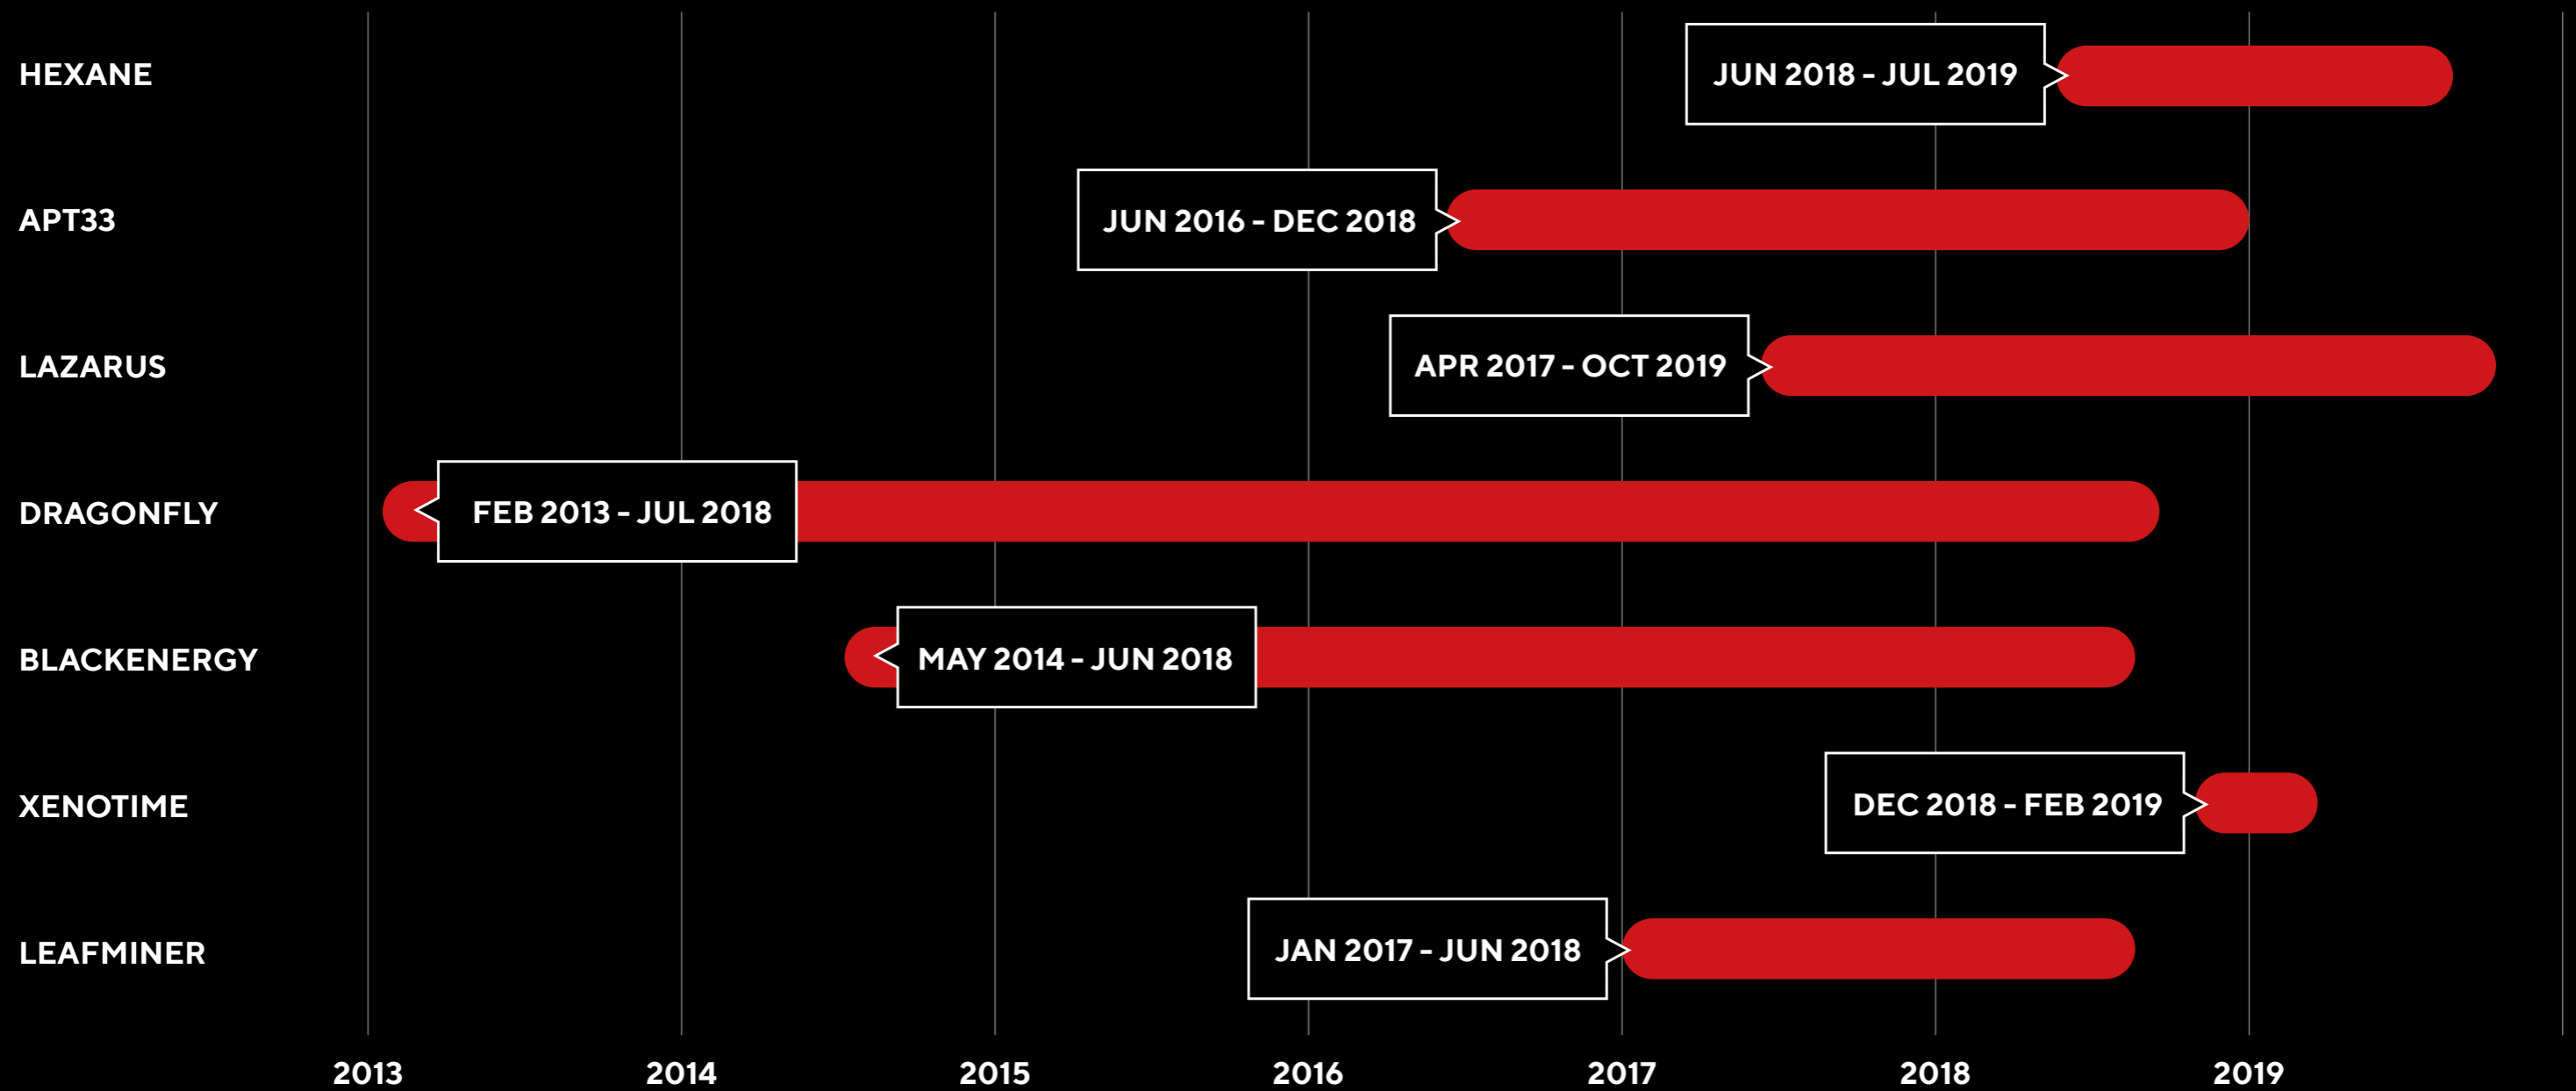 HEXANE
JUN 2018 – JUL 2019
APT33
JUN 2016 – DEC 2018
LAZARUS
APR 2017 – OCT 2019
DRAGONFLY
FEB 2013 – JUL 2018
BLACKENERGY
MAY 2014 – JUN 2018
XENOTIME
DEC 2018 – FEB 2019
LEAFMINER
JAN 2017 – JUN 2018
2013 2014 2015 2016 2017 2018 2019